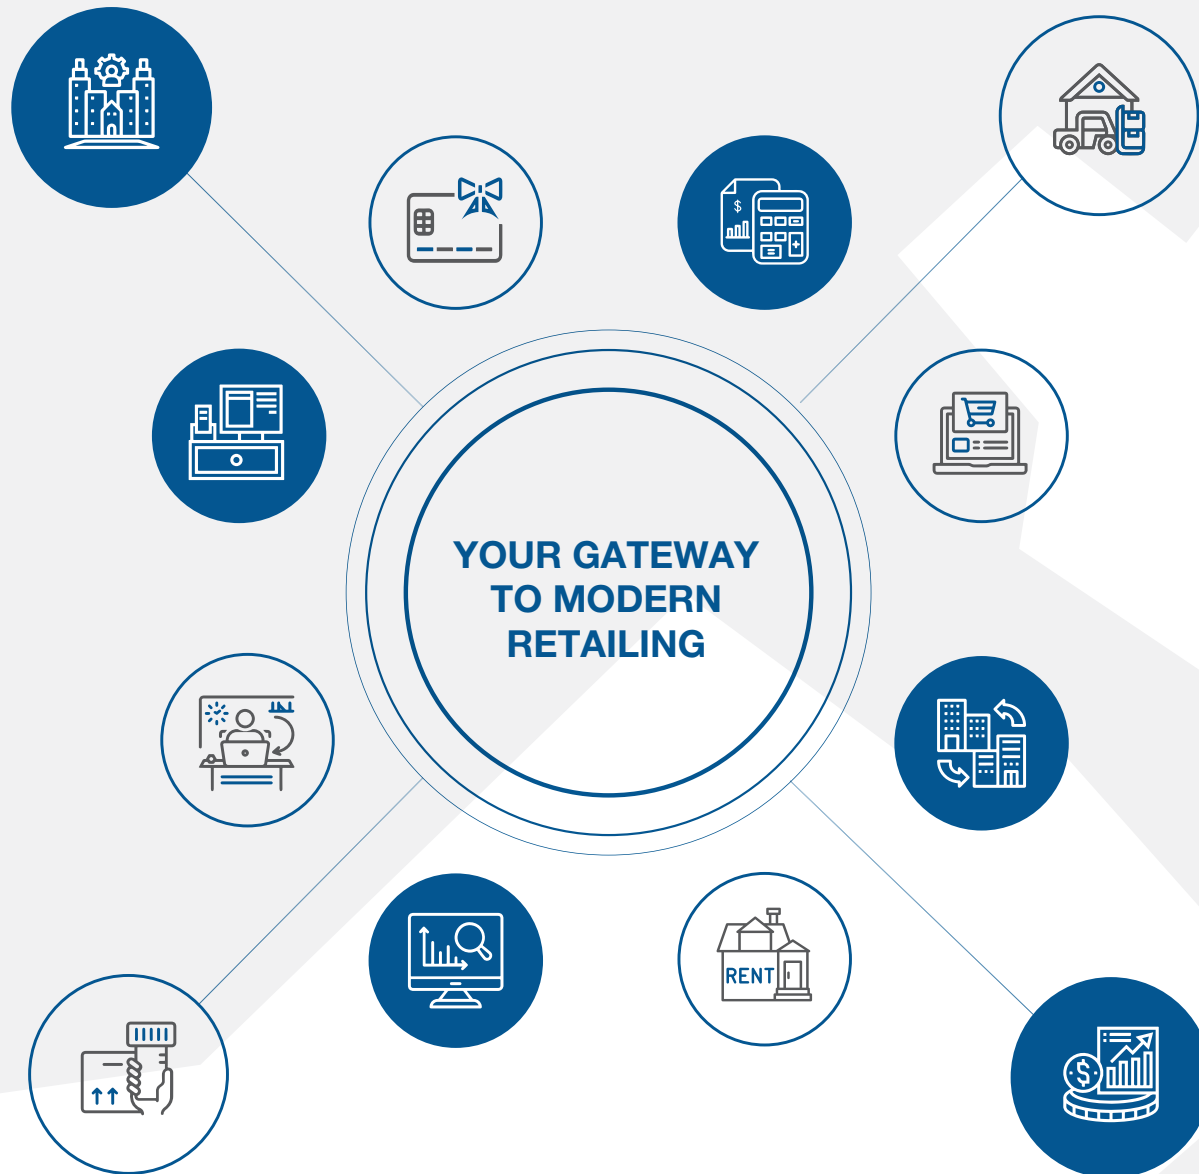 $
YOUR GATEWAY
TO MODERN
RETAILING
RENT
$